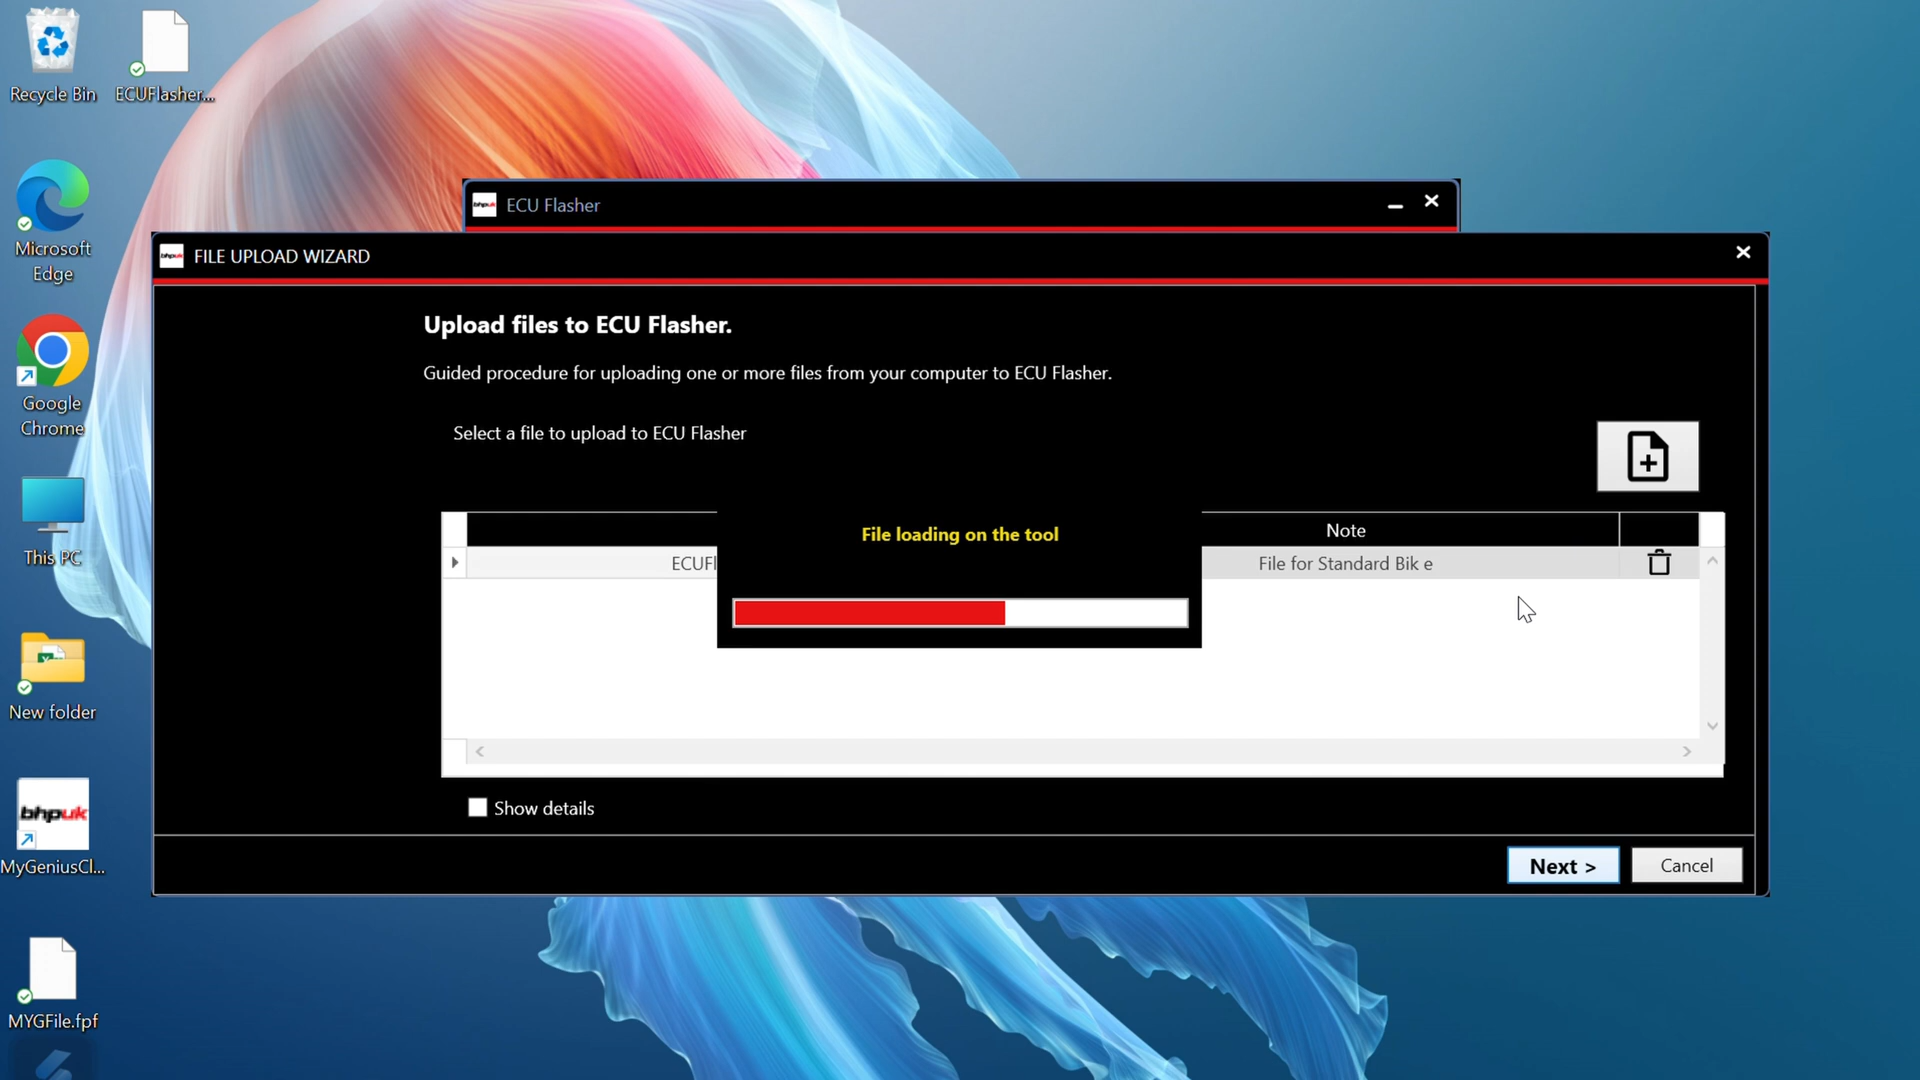 Recycle Bin
ECUFlasher...
Microsoft
Edge
Google
Chrome
This PC
New folder
bhpuk
MyGeniusCl...
MYGFile.fpf
bhpuk ECU Flasher
bhpuk FILE UPLOAD WIZARD
Upload files to ECU Flasher.
Guided procedure for uploading one or more files from your computer to ECU Flasher.
Select a file to upload to ECU Flasher
File loading on the tool
Note
ECUFl
File for Standard Bik e
Show details
Next >
Cancel